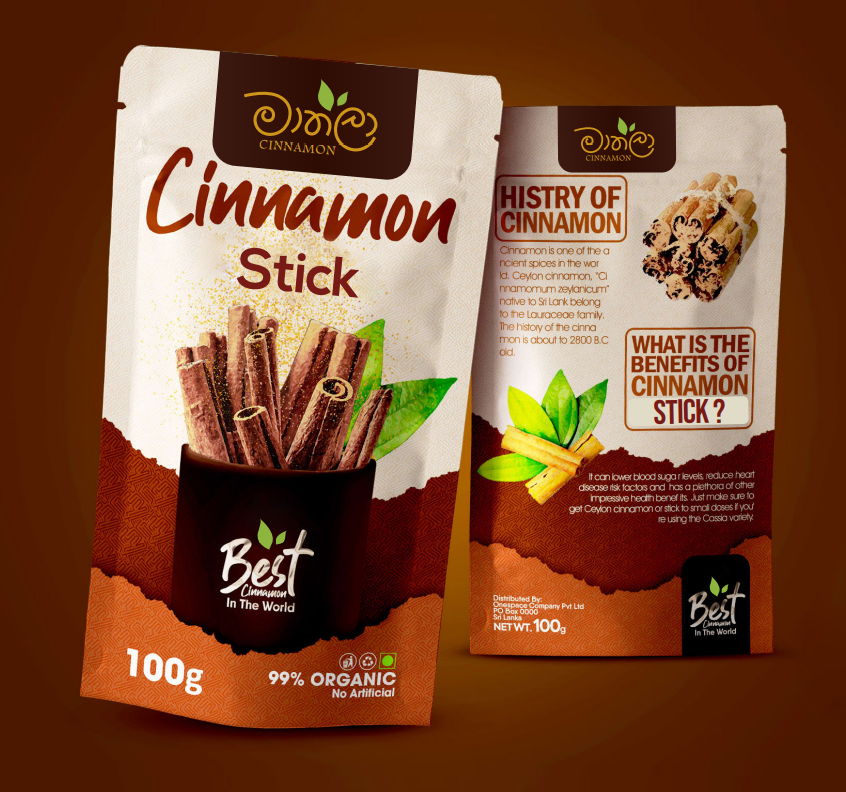 මාතලා
CINNAMON
Cinnamon
Stick
Best
Cinnamon
In The World
100g
99% ORGANIC
No Artificial
මාතලා
CINNAMON
HISTRY OF
CINNAMON
Cinnamon is one of the a
ncient spices in the wor
ld. Ceylon cinnamon, "Ci
nnamomum zeylanicum"
native to Sri Lank belong
to the Lauraceae family.
The history of the cinna
mon is about to 2800 B.C
old.
WHAT IS THE
BENEFITS OF
CINNAMON
STICK ?
It can lower blood suga r levels, reduce heart
disease risk factors and has a plethora of other
impressive health benef its. Just make sure to
get Ceylon cinnamon or stick to small doses if you'
re using the Cassia variety.
Distributed By:
Onespace Company Pvt Ltd
PO Box 0000
Sri Lanka
NET WT. 100g
Best
Cinnamon
In The World